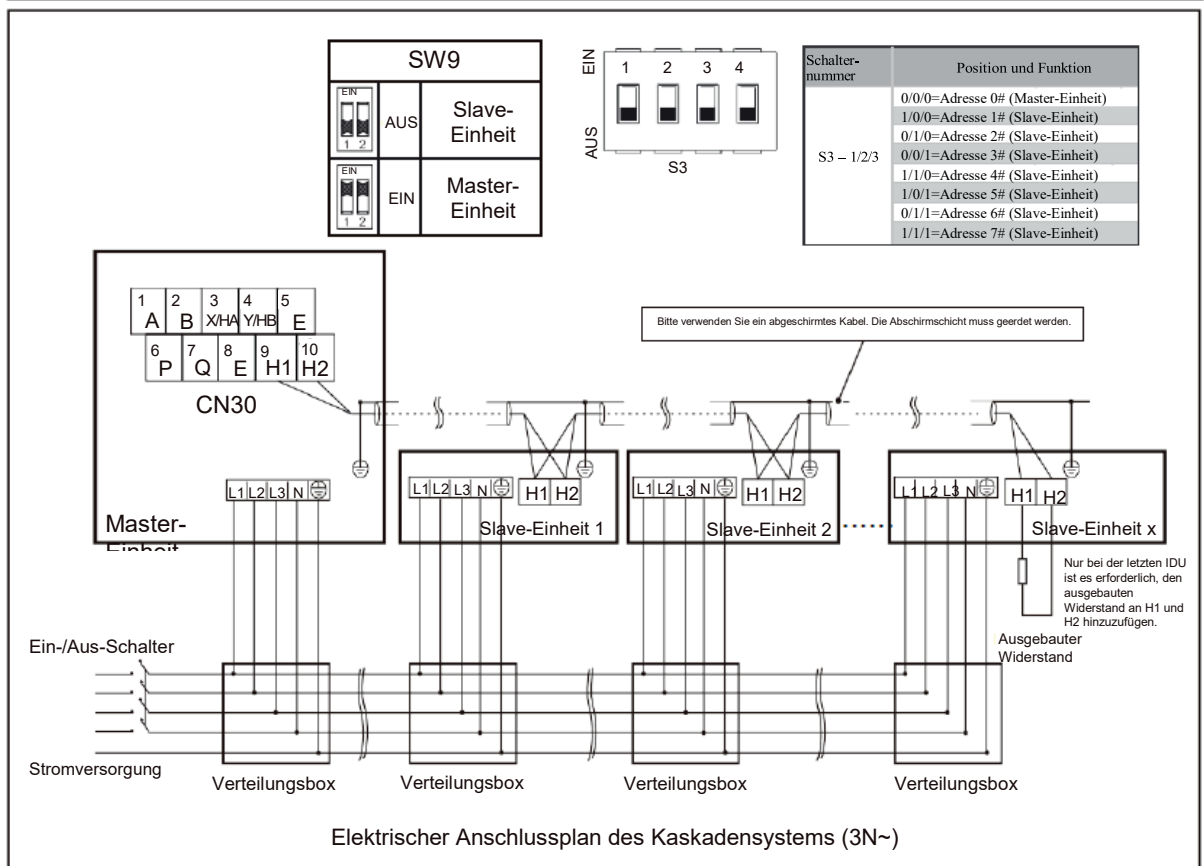 SW9
EIN
1 2
AUS
Slave-
Einheit
EIN
1 2
EIN
Master-
Einheit
EIN
AUS
1 2 3 4
S3
Schalter-
nummer
Position und Funktion
S3 – 1/2/3
0/0/0=Adresse 0# (Master-Einheit)
1/0/0=Adresse 1# (Slave-Einheit)
0/1/0=Adresse 2# (Slave-Einheit)
0/0/1=Adresse 3# (Slave-Einheit)
1/1/0=Adresse 4# (Slave-Einheit)
1/0/1=Adresse 5# (Slave-Einheit)
0/1/1=Adresse 6# (Slave-Einheit)
1/1/1=Adresse 7# (Slave-Einheit)
1 2 3 4 5
A B X/HA Y/HB E
6 7 8 9 10
P Q E H1 H2
CN30
Bitte verwenden Sie ein abgeschirmtes Kabel. Die Abschirmschicht muss geerdet werden.
L1 L2 L3 N
Master-
Einheit
L1 L2 L3 N
H1 H2
Slave-Einheit 1
L1 L2 L3 N
H1 H2
Slave-Einheit 2
L1 L2 L3 N
H1 H2
Slave-Einheit x
Nur bei der letzten IDU
ist es erforderlich, den
ausgebauten
Widerstand an H1 und
H2 hinzuzufügen.
Ausgebauter
Widerstand
Ein-/Aus-Schalter
Stromversorgung
Verteilungsbox
Verteilungsbox
Verteilungsbox
Verteilungsbox
Elektrischer Anschlussplan des Kaskadensystems (3N~)